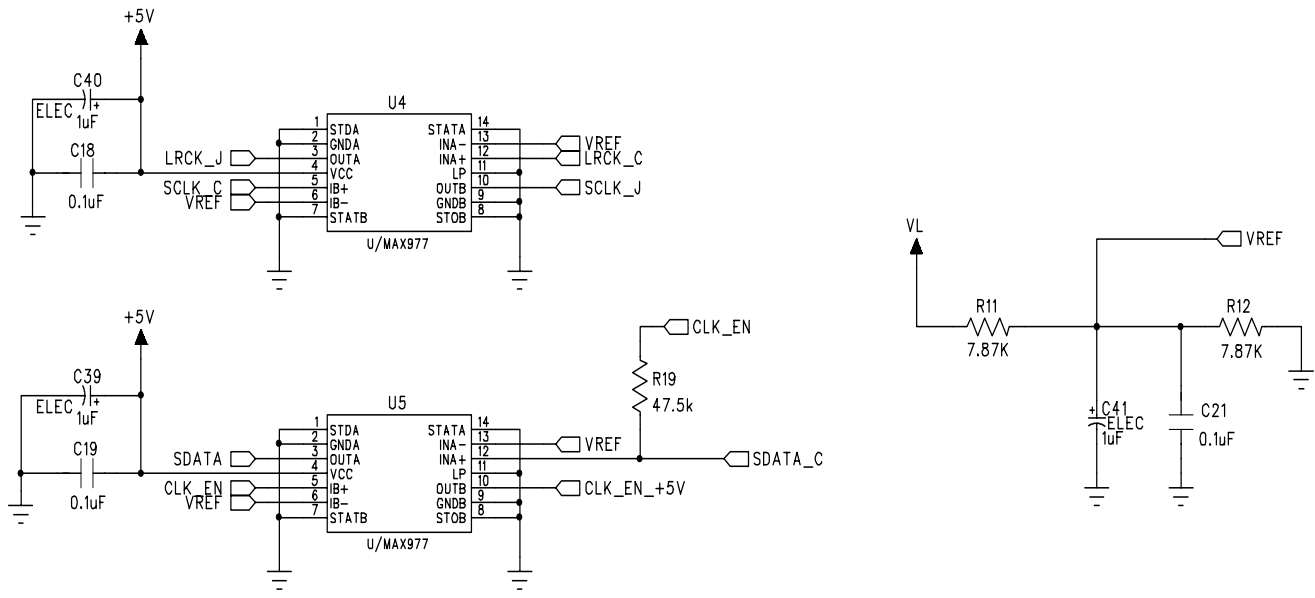 +5V
C40
ELEC
+
1uF
C18
0.1uF
LRCK_J
SCLK_C
VREF
U4
1 STDA
2 GNDA
3 OUTA
4 VCC
5 IB+
6 IB-
7 STATB
STATA 14
INA- 13
INA+ 12
LP 11
OUTB 10
GNDB 9
STOB 8
U/MAX977
VREF
LRCK_C
SCLK_J
+5V
C39
ELEC
+
1uF
C19
0.1uF
SDATA
CLK_EN
VREF
U5
1 STDA
2 GNDA
3 OUTA
4 VCC
5 IB+
6 IB-
7 STATB
STATA 14
INA- 13
INA+ 12
LP 11
OUTB 10
GNDB 9
STOB 8
U/MAX977
CLK_EN
R19
47.5k
VREF
SDATA_C
CLK_EN_+5V
VL
VREF
R11
7.87K
R12
7.87K
+
C41
ELEC
1uF
C21
0.1uF